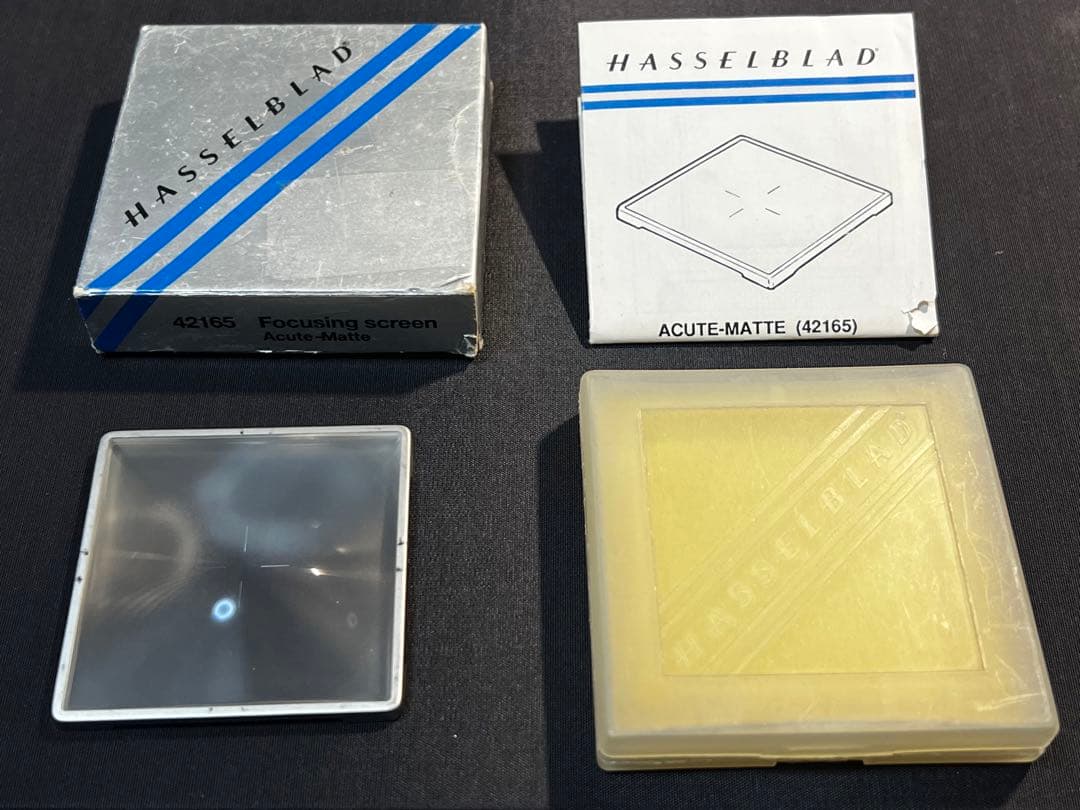 HASSELBLAD
42165 Focusing screen
Acute-Matte
HASSELBLAD
ACUTE-MATTE (42165)
HASSELBLAD